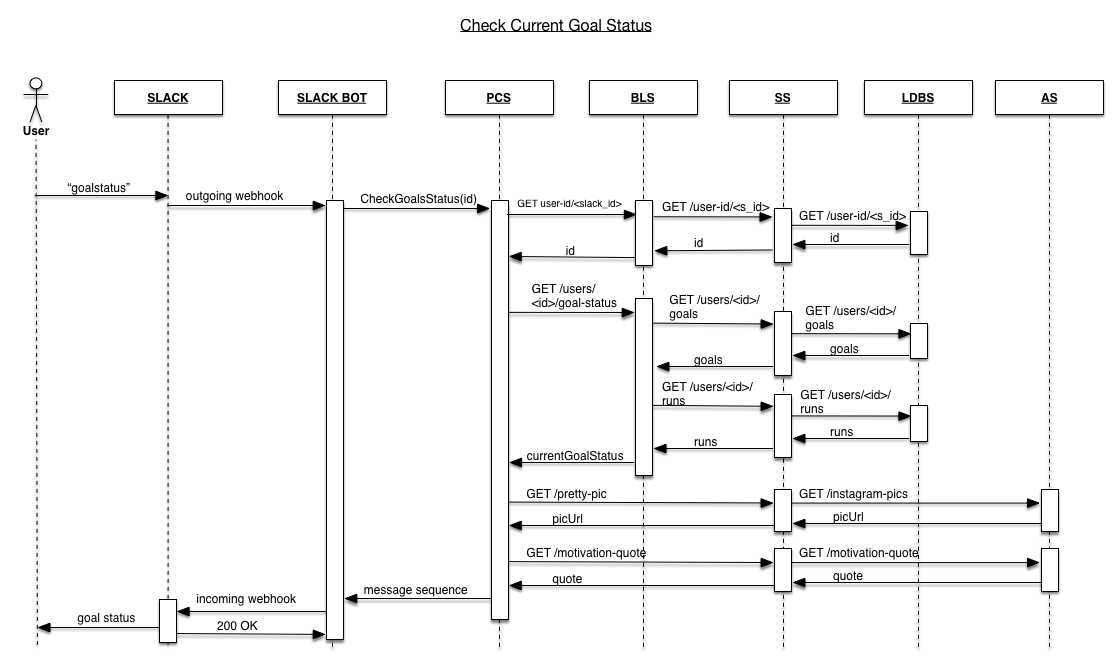 Check Current Goal Status
SLACK
SLACK BOT
PCS
BLS
SS
LDBS
AS
User
"goalstatus"
outgoing webhook
CheckGoalsStatus(id)
GET user-id/<slack_id>
GET /user-id/<s_id>
GET /user-id/<s_id>
id
id
id
GET /users/
<id>/goal-status
GET /users/<id>/
goals
GET /users/<id>/
goals
goals
goals
GET /users/<id>/
runs
GET /users/<id>/
runs
runs
runs
currentGoalStatus
GET /pretty-pic
GET /instagram-pics
picUrl
picUrl
GET /motivation-quote
GET /motivation-quote
quote
quote
message sequence
incoming webhook
goal status
200 OK